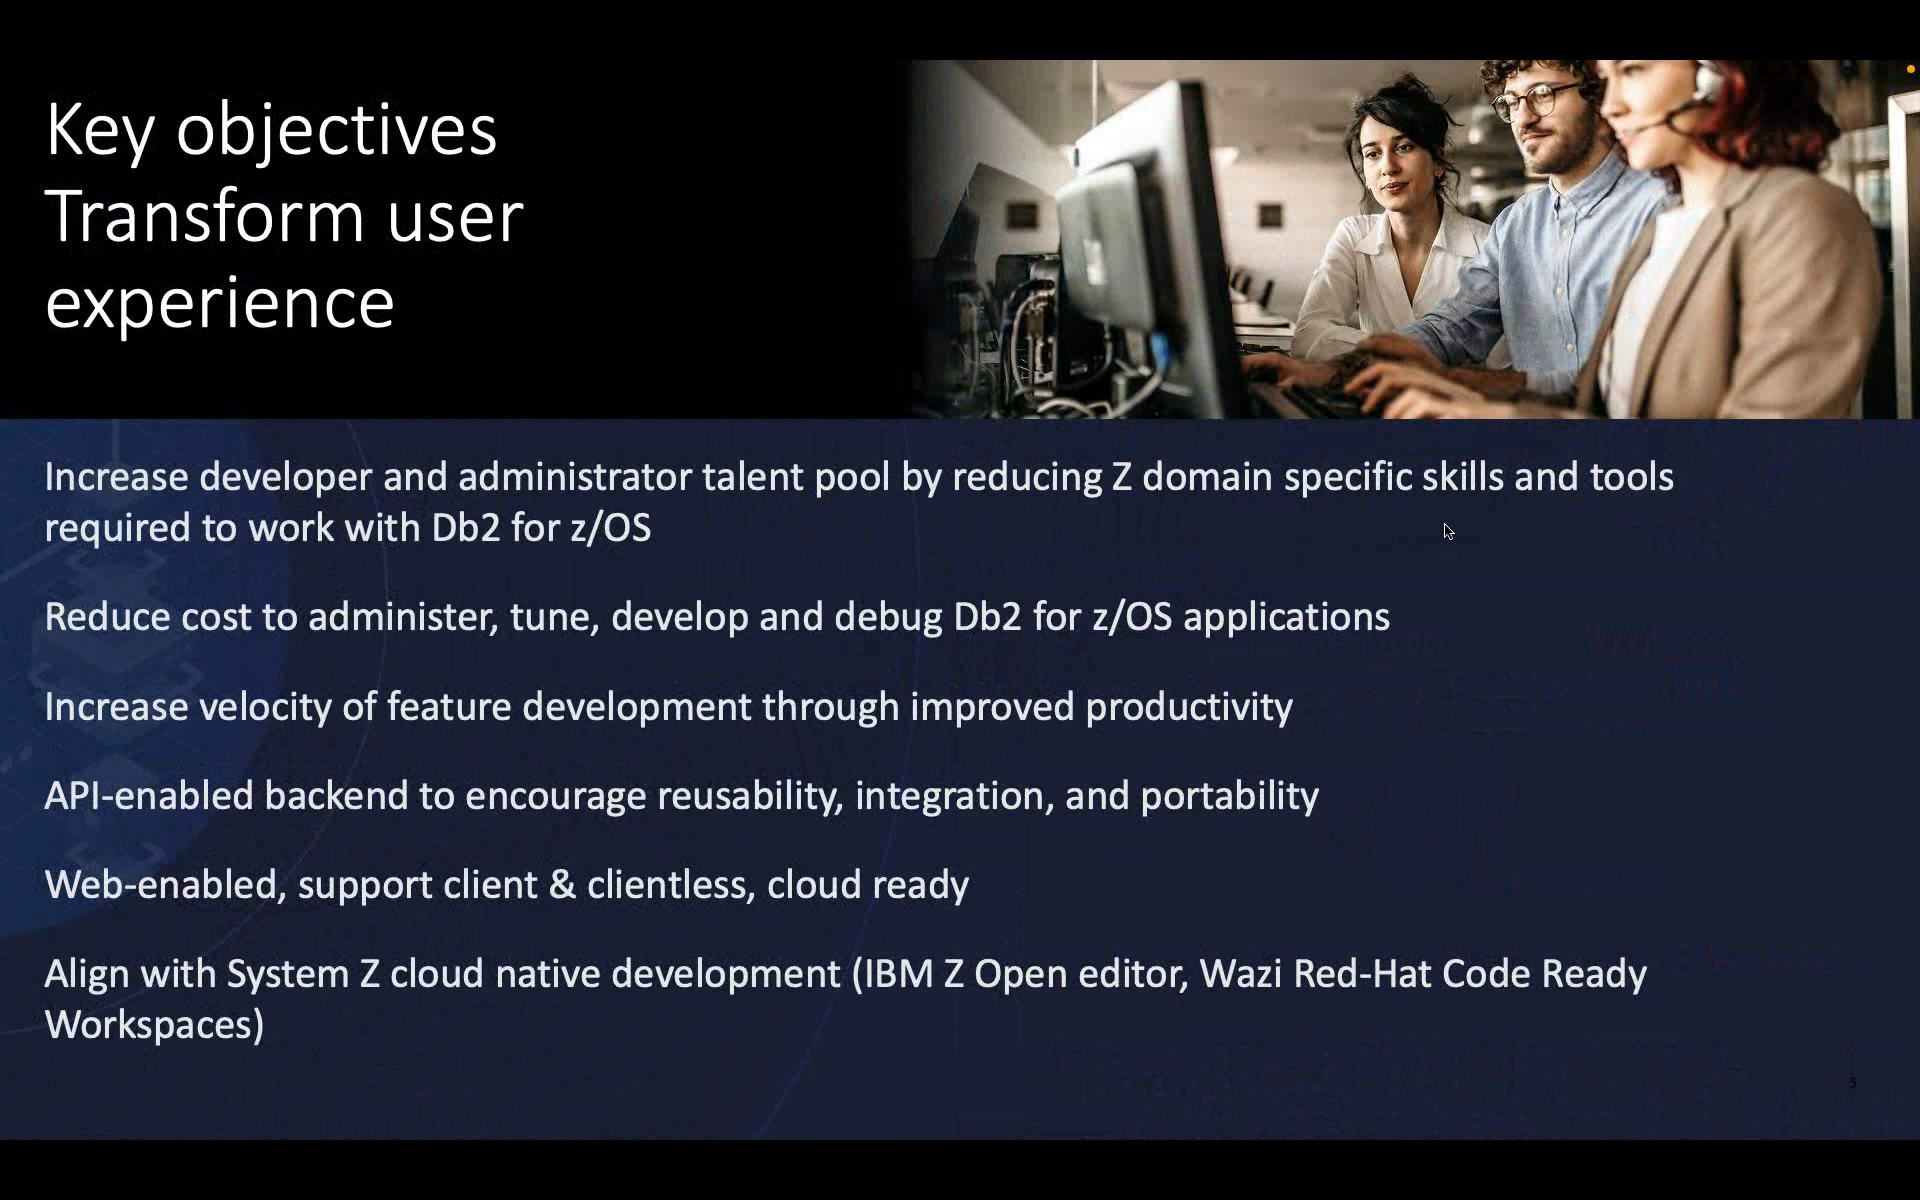 Key objectives
Transform user
experience
Increase developer and administrator talent pool by reducing Z domain specific skills and tools
required to work with Db2 for z/OS
Reduce cost to administer, tune, develop and debug Db2 for z/OS applications
Increase velocity of feature development through improved productivity
API-enabled backend to encourage reusability, integration, and portability
Web-enabled, support client & clientless, cloud ready
Align with System Z cloud native development (IBM Z Open editor, Wazi Red-Hat Code Ready
Workspaces)
5